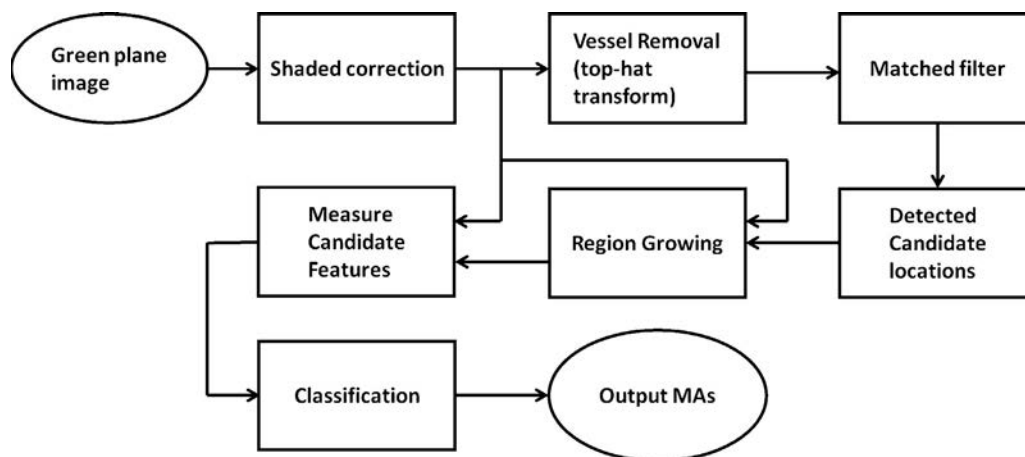 Green plane
image
Shaded correction
Vessel Removal
(top-hat
transform)
Matched filter
Measure
Candidate
Features
Region Growing
Detected
Candidate
locations
Classification
Output MAs